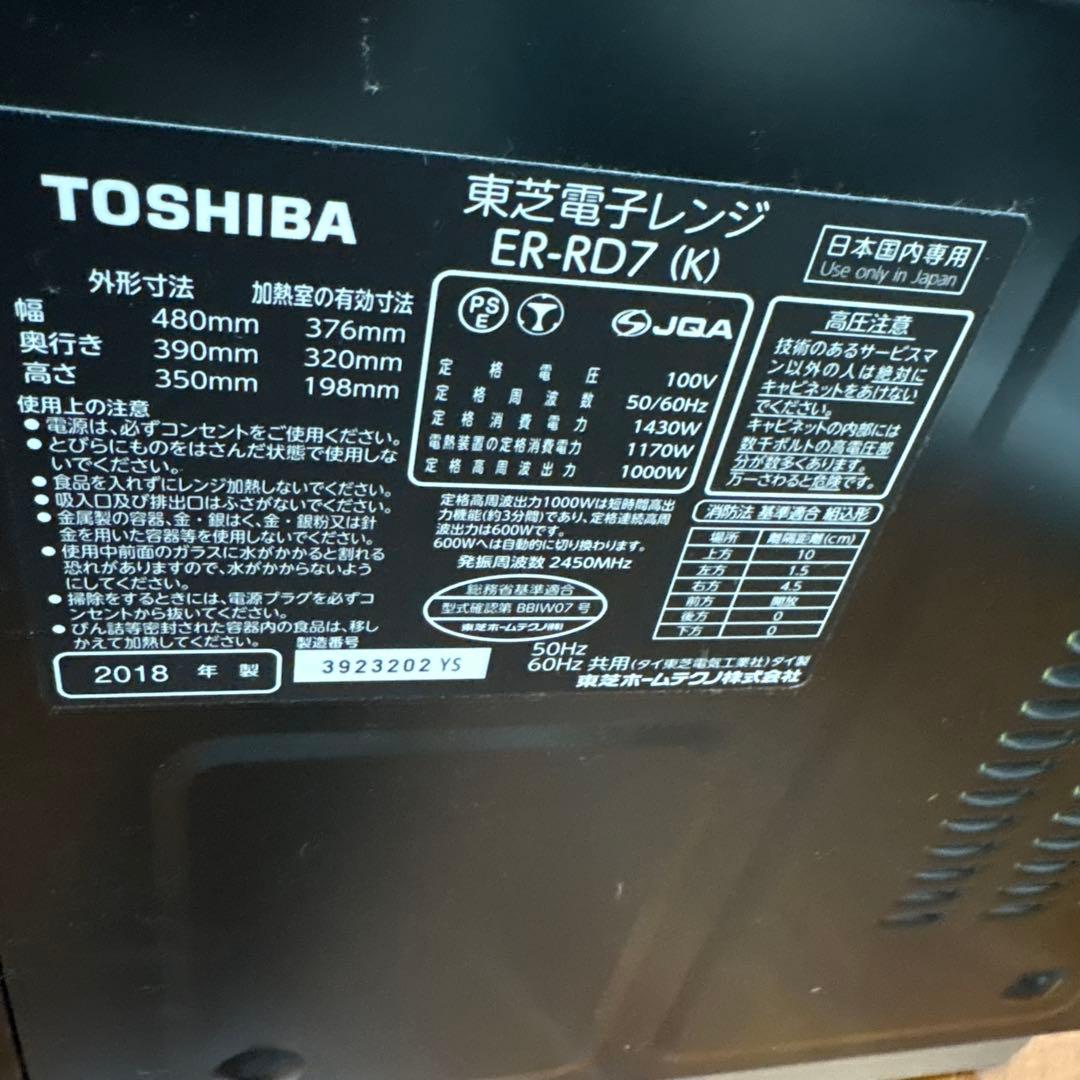 TOSHIBA
東芝電子レンジ
ER-RD7 (K)
日本国内専用
Use only in Japan
外形寸法 加熱室の有効寸法
幅 480mm 376mm
奥行き 390mm 320mm
高さ 350mm 198mm
使用上の注意
●電源は、必ずコンセントをご使用ください。
●とびらにものをはさんだ状態で使用しな
いでください。
●食品を入れずにレンジ加熱しないでください。
●吸入口及び排出口はふさがないでください。
●金属製の容器、金・銀はく、金・銀粉又は針
金を用いた容器等を使用しないでください。
●使用中前面のガラスに水がかかると割れる
恐れがありますので、水がかからないよう
にしてください。
●掃除をするときには、電源プラグを必ずコ
ンセントから抜いてください。
●びん詰等密封された容器内の食品は、移し
かえて加熱してください。
2018 年 製
製造番号
3923202 YS
PS
E
JQA
定格電圧 100V
定格周波数 50/60Hz
定格消費電力 1430W
電熱装置の定格消費電力 1170W
定格高周波出力 1000W
定格高周波出力1000Wは短時間高出
力機能(約3分間)であり、定格連続高周
波出力は600Wです。
600Wへは自動的に切り換わります。
発振周波数 2450MHz
総務省基準適合
型式確認第 BBIW07 号
東芝ホームテクノ(株)
50Hz
60Hz 共用 (タイ東芝電気工業社)タイ製
東芝ホームテクノ株式会社
高圧注意
技術のあるサービスマ
ン以外の人は絶対に
キャビネットをあけない
でください。
キャビネットの内部には
数千ボルトの高電圧部
分が数多くあります。
万一さわると危険です。
消防法 基準適合 組込形
場所 離隔距離(cm)
上方 10
左方 1.5
右方 4.5
前方 開放
後方 0
下方 0